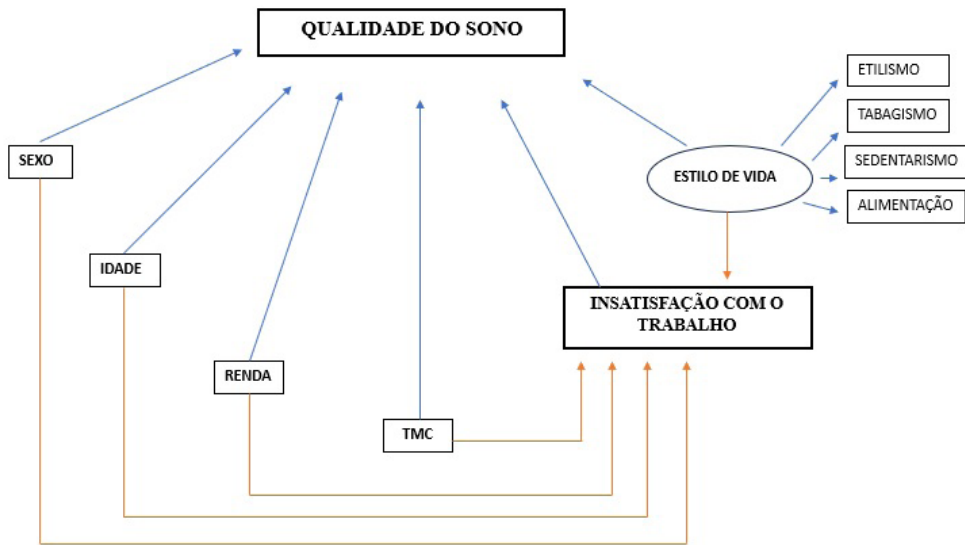 QUALIDADE DO SONO
ETILISMO
TABAGISMO
SEXO
SEDENTARISMO
ESTILO DE VIDA
ALIMENTAÇÃO
IDADE
INSATISFAÇÃO COM O
TRABALHO
RENDA
TMC